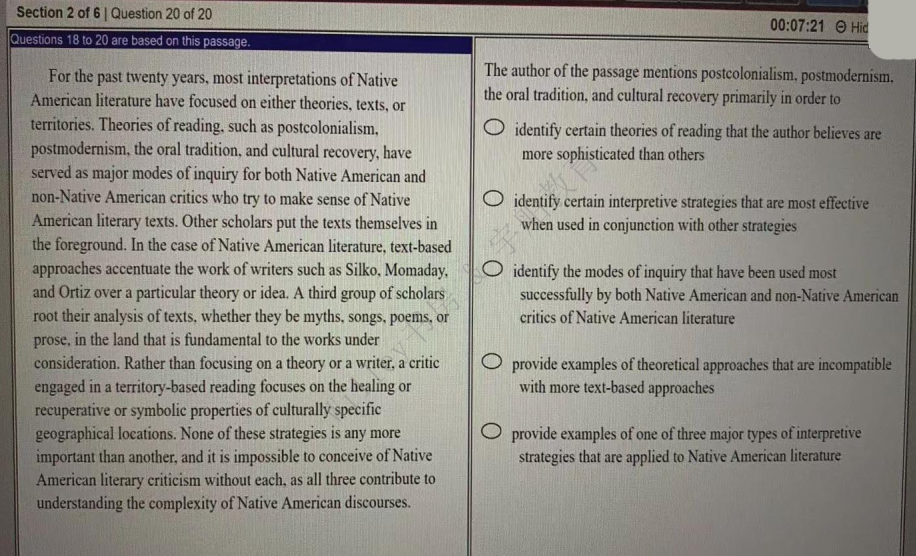 Section 2 of 6 | Question 20 of 20
00:07:21
Questions 18 to 20 are based on this passage.
For the past twenty years, most interpretations of Native
American literature have focused on either theories, texts, or
territories. Theories of reading, such as postcolonialism,
postmodernism, the oral tradition, and cultural recovery, have
served as major modes of inquiry for both Native American and
non-Native American critics who try to make sense of Native
American literary texts. Other scholars put the texts themselves in
the foreground. In the case of Native American literature, text-based
approaches accentuate the work of writers such as Silko, Momaday,
and Ortiz over a particular theory or idea. A third group of scholars
root their analysis of texts, whether they be myths, songs, poems, or
prose, in the land that is fundamental to the works under
consideration. Rather than focusing on a theory or a writer, a critic
engaged in a territory-based reading focuses on the healing or
recuperative or symbolic properties of culturally specific
geographical locations. None of these strategies is any more
important than another, and it is impossible to conceive of Native
American literary criticism without each, as all three contribute to
understanding the complexity of Native American discourses.
The author of the passage mentions postcolonialism, postmodernism,
the oral tradition, and cultural recovery primarily in order to
identify certain theories of reading that the author believes are
more sophisticated than others
identify certain interpretive strategies that are most effective
when used in conjunction with other strategies
identify the modes of inquiry that have been used most
successfully by both Native American and non-Native American
critics of Native American literature
provide examples of theoretical approaches that are incompatible
with more text-based approaches
provide examples of one of three major types of interpretive
strategies that are applied to Native American literature